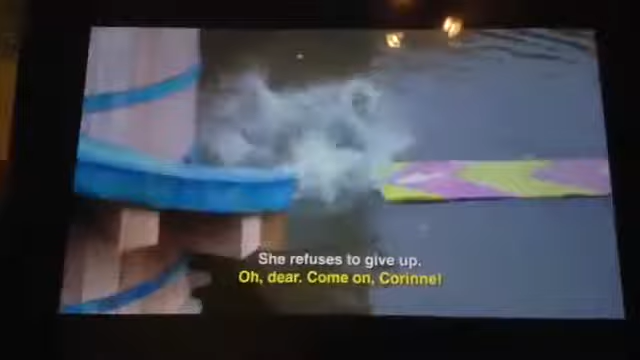 She refuses to give up.
Oh, dear. Come on, Corinne!